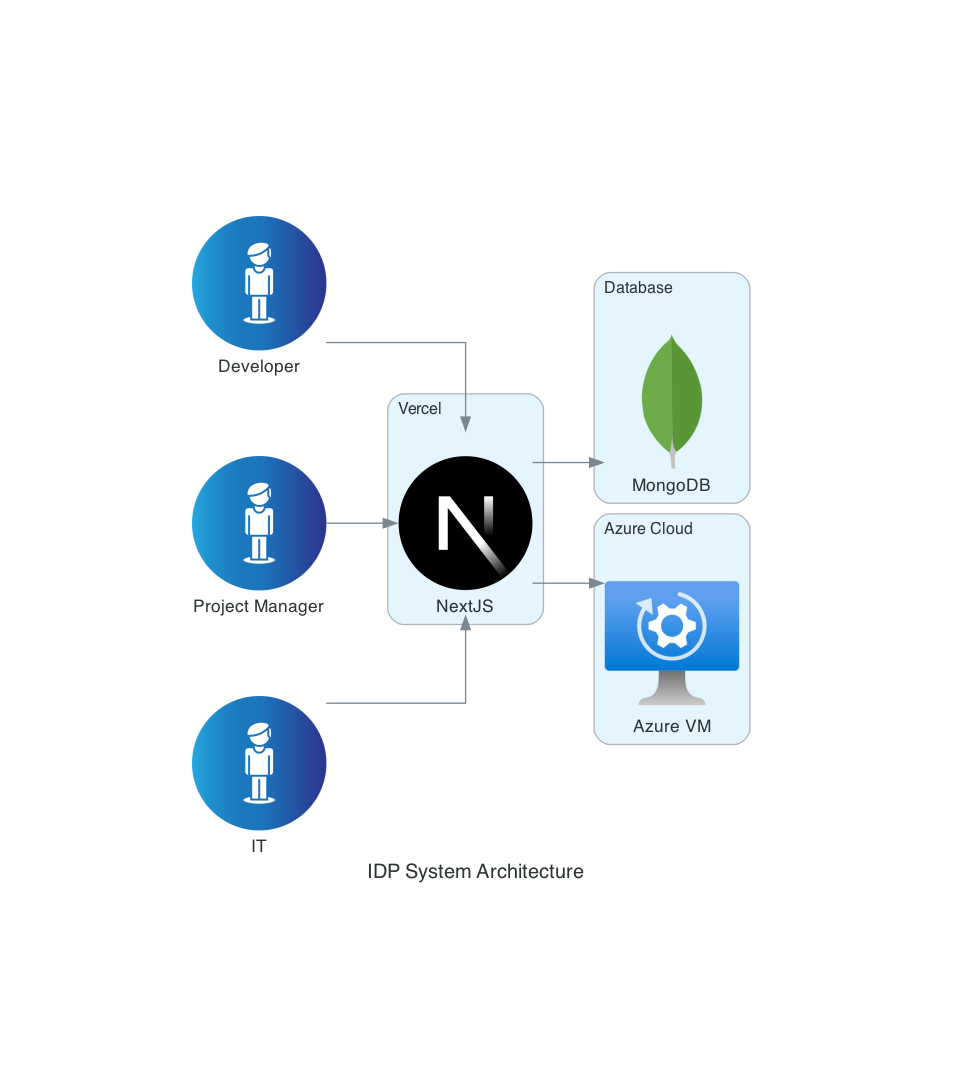 Developer
Project Manager
IT
Vercel
NextJS
Database
MongoDB
Azure Cloud
Azure VM
IDP System Architecture